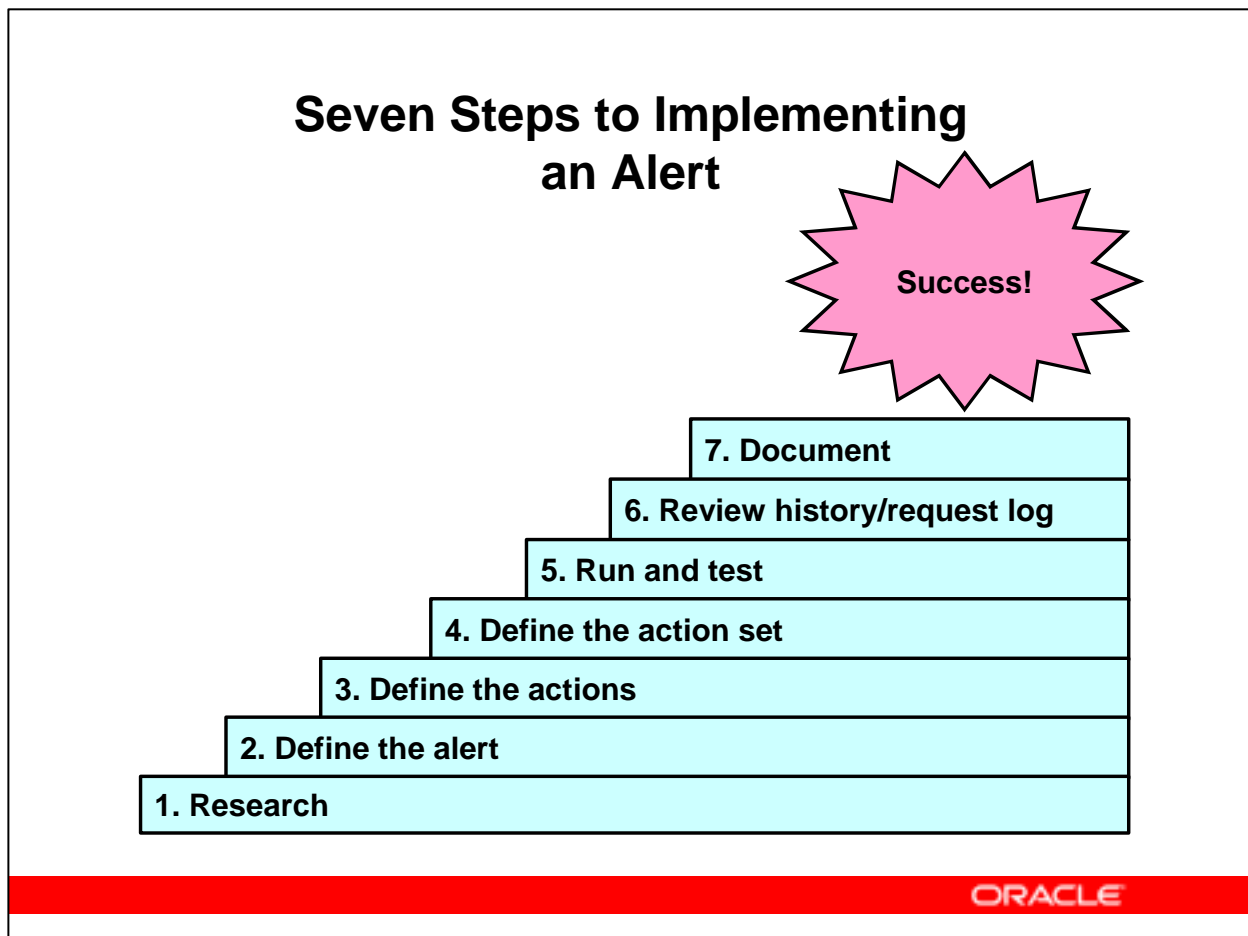 Seven Steps to Implementing
an Alert
Success!
7. Document
6. Review history/request log
5. Run and test
4. Define the action set
3. Define the actions
2. Define the alert
1. Research
ORACLE